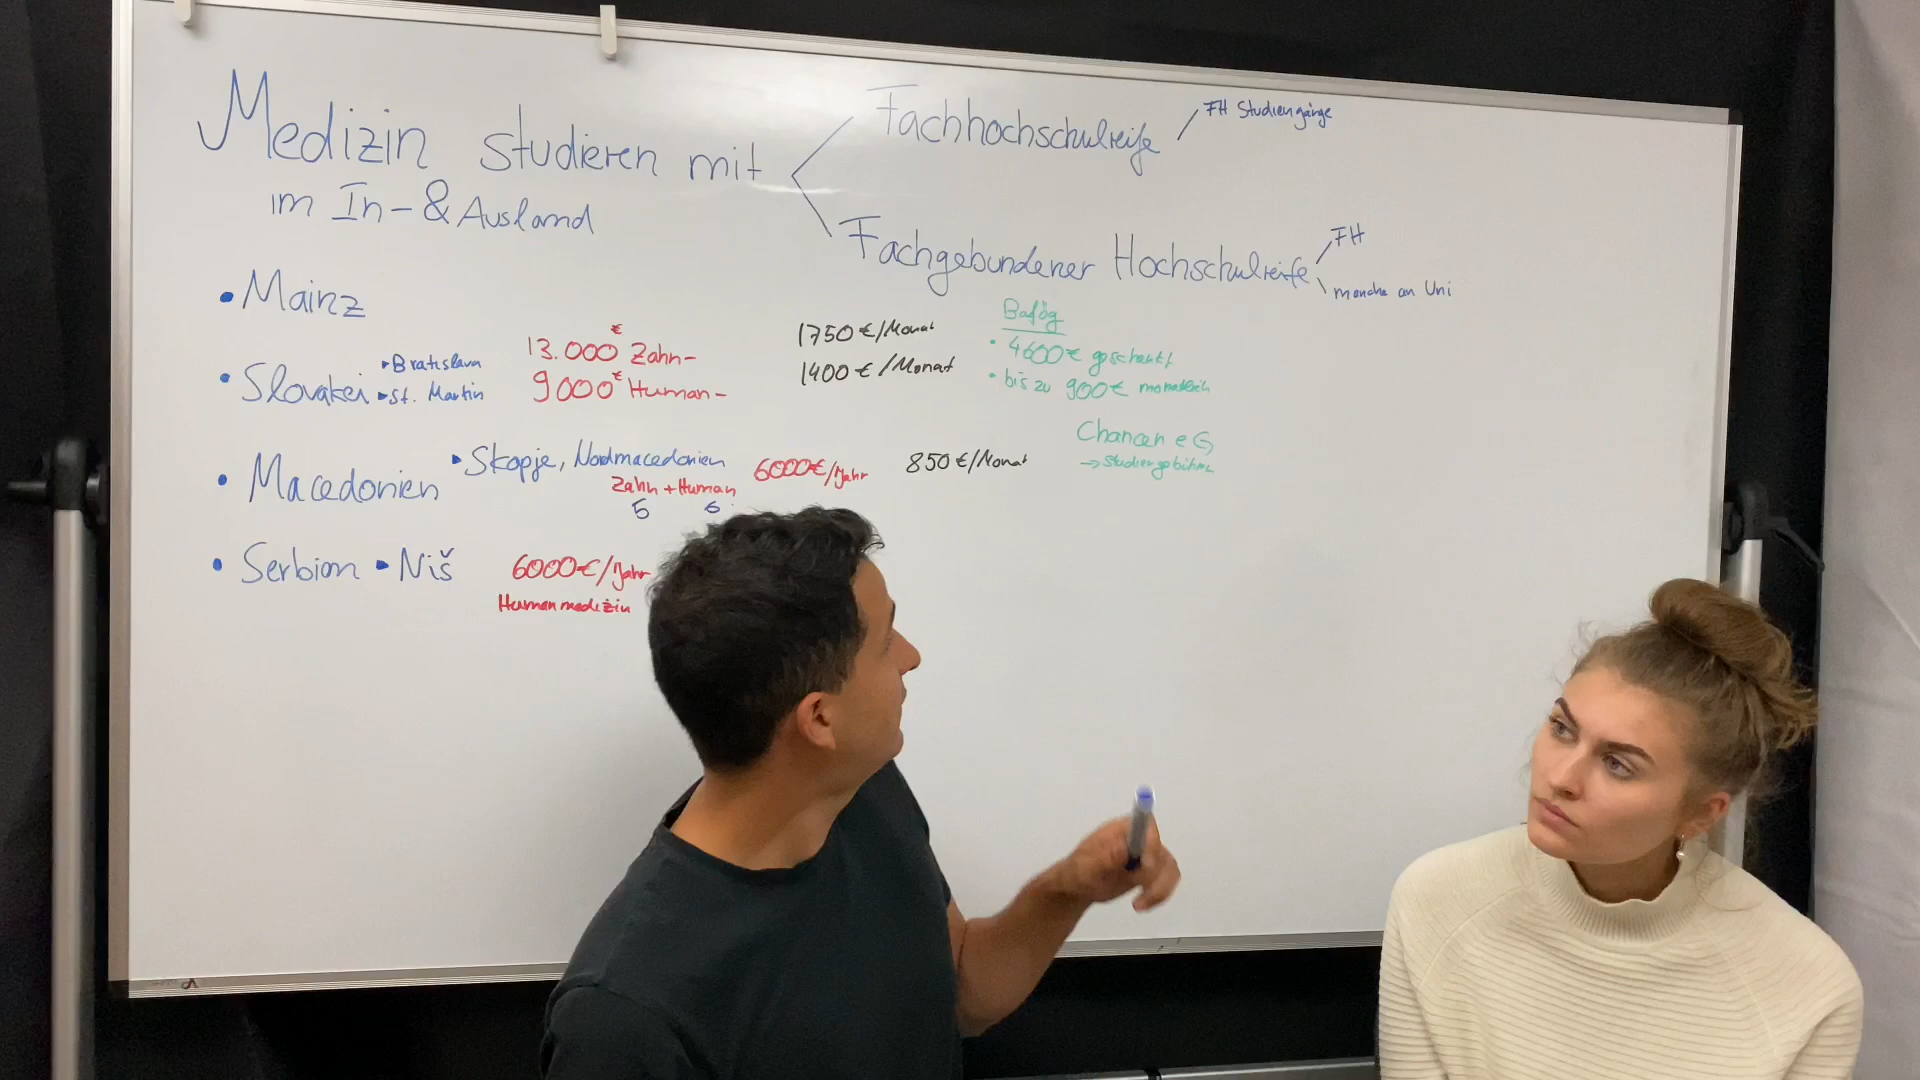 Medizin studieren mit
im In- & Ausland
Fachhochschulreife
FH Studiengänge
Fachgebundener Hochschulreife
FH
manche an Uni
• Mainz
• Slovakei
▸ Bratislava
▸ St. Martin
13.000 € Zahn-
9000 € Human-
1750 €/Monat
1400 €/Monat
Bafög
• 4600 € geschenkt
• bis zu 900 € monatlich
• Macedonien
▸ Skopje, Nordmacedonien
Zahn + Human
5 6
6000 €/Jahr
850 €/Monat
Chancen eG
→ Studiengebühren
• Serbien ▸ Niš
6000 €/Jahr
Humanmedizin